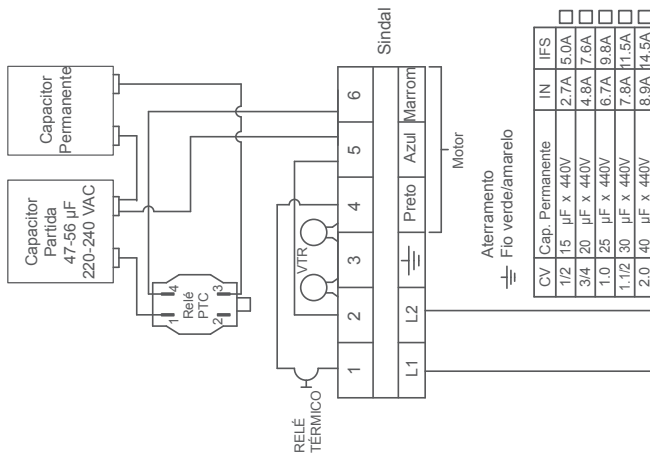 Capacitor
Permanente
Capacitor
Partida
47-56 µF
220-240 VAC
1
4
Relé
PTC
2
3
RELÉ
TÉRMICO
VTR
Sindal
1
2
3
4
5
6
L1
L2
Preto
Azul
Marrom
Motor
Aterramento
Fio verde/amarelo
CV Cap. Permanente IN IFS
1/2 15 µF x 440V 2.7A 5.0A
3/4 20 µF x 440V 4.8A 7.6A
1.0 25 µF x 440V 6.7A 9.8A
1.1/2 30 µF x 440V 7.8A 11.5A
2.0 40 µF x 440V 8.9A 14.5A